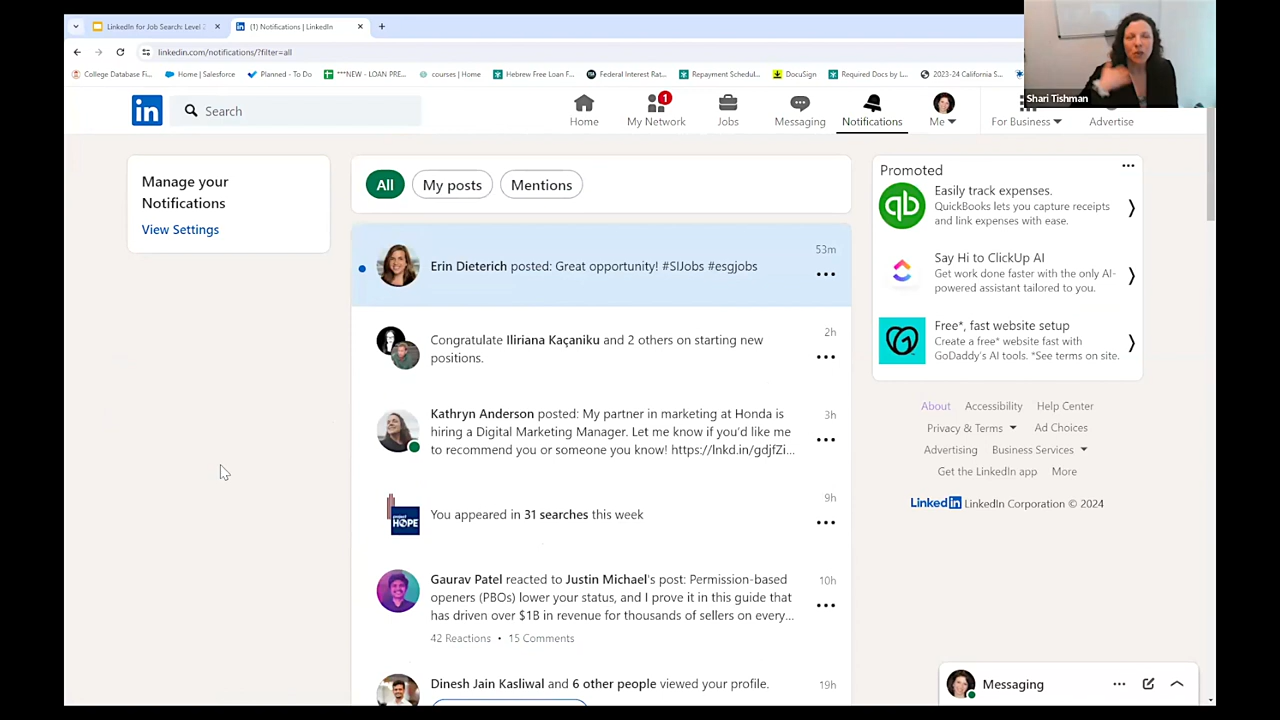 LinkedIn for Job Search: Level
(1) Notifications | LinkedIn
linkedin.com/notifications/?filter=all
College Database Fi...
Home | Salesforce
Planned - To Do
***NEW - LOAN PRE...
courses | Home
Hebrew Free Loan F...
Federal Interest Rat...
Repayment Schedul...
DocuSign
Required Docs by L...
2023-24 California S...
Shari Tishman
in
Search
Home
1
My Network
Jobs
Messaging
Notifications
Me
For Business
Advertise
Manage your
Notifications
View Settings
All
My posts
Mentions
Erin Dieterich posted: Great opportunity! #SIJobs #esgjobs
53m
Congratulate Iliriana Kaçaniku and 2 others on starting new
positions.
2h
Kathryn Anderson posted: My partner in marketing at Honda is
hiring a Digital Marketing Manager. Let me know if you'd like me
to recommend you or someone you know! https://lnkd.in/gdjfZi...
3h
project
HOPE
You appeared in 31 searches this week
9h
Gaurav Patel reacted to Justin Michael's post: Permission-based
openers (PBOs) lower your status, and I prove it in this guide that
has driven over $1B in revenue for thousands of sellers on every...
42 Reactions • 15 Comments
10h
Dinesh Jain Kasliwal and 6 other people viewed your profile.
19h
Promoted
qb
Easily track expenses.
QuickBooks lets you capture receipts
and link expenses with ease.
Say Hi to ClickUp AI
Get work done faster with the only AI-
powered assistant tailored to you.
Free*, fast website setup
Create a free* website fast with
GoDaddy's AI tools. *See terms on site.
About Accessibility Help Center
Privacy & Terms Ad Choices
Advertising Business Services
Get the LinkedIn app More
LinkedIn LinkedIn Corporation © 2024
Messaging